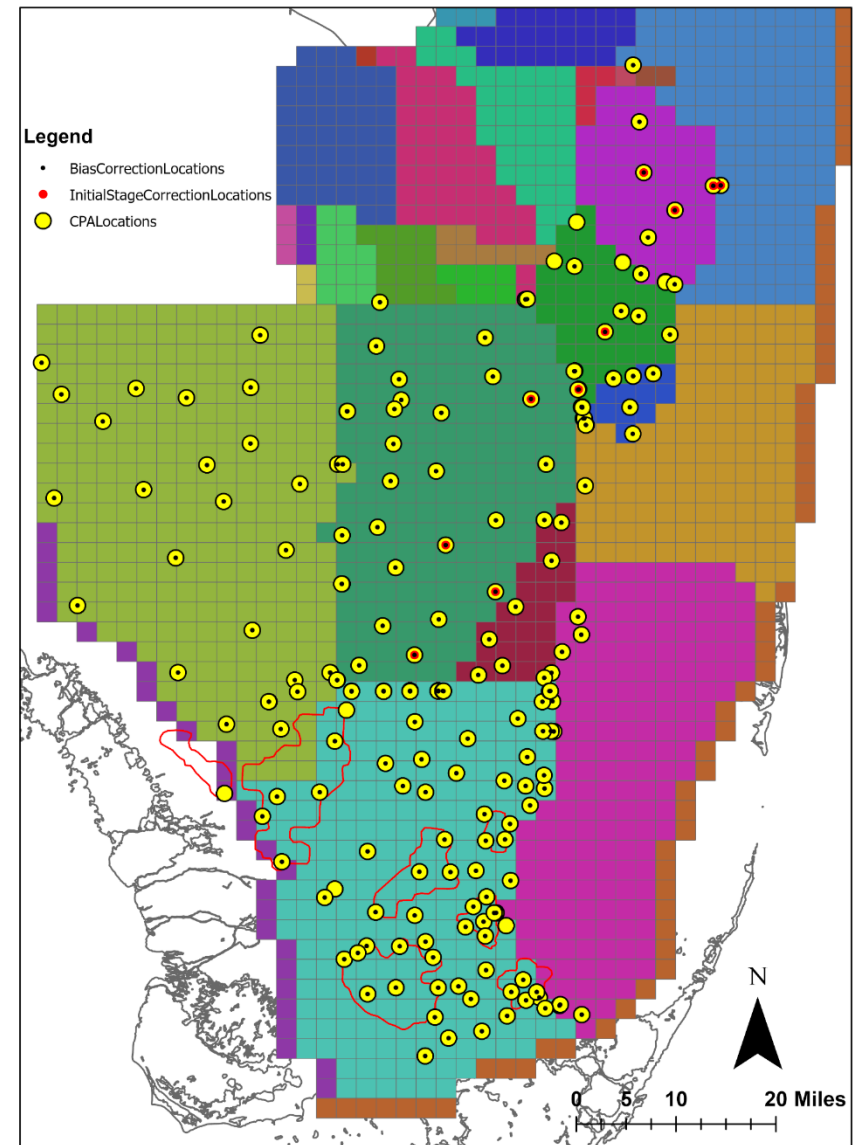 Legend
BiasCorrectionLocations
InitialStageCorrectionLocations
CPALocations
N
0 5 10 20 Miles